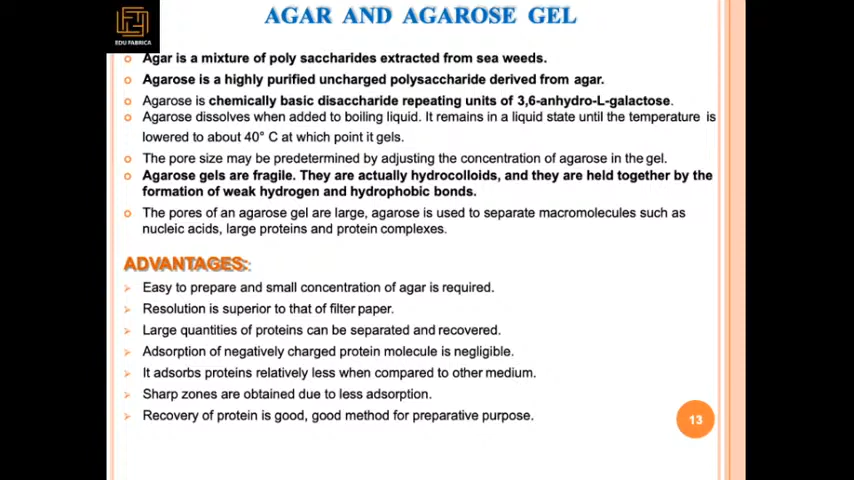 AGAR AND AGAROSE GEL
EDU FABRICA
Agar is a mixture of poly saccharides extracted from sea weeds.
Agarose is a highly purified uncharged polysaccharide derived from agar.
Agarose is chemically basic disaccharide repeating units of 3,6-anhydro-L-galactose.
Agarose dissolves when added to boiling liquid. It remains in a liquid state until the temperature is
lowered to about 40° C at which point it gels.
The pore size may be predetermined by adjusting the concentration of agarose in the gel.
Agarose gels are fragile. They are actually hydrocolloids, and they are held together by the
formation of weak hydrogen and hydrophobic bonds.
The pores of an agarose gel are large, agarose is used to separate macromolecules such as
nucleic acids, large proteins and protein complexes.
ADVANTAGES:
Easy to prepare and small concentration of agar is required.
Resolution is superior to that of filter paper.
Large quantities of proteins can be separated and recovered.
Adsorption of negatively charged protein molecule is negligible.
It adsorbs proteins relatively less when compared to other medium.
Sharp zones are obtained due to less adsorption.
Recovery of protein is good, good method for preparative purpose.
13